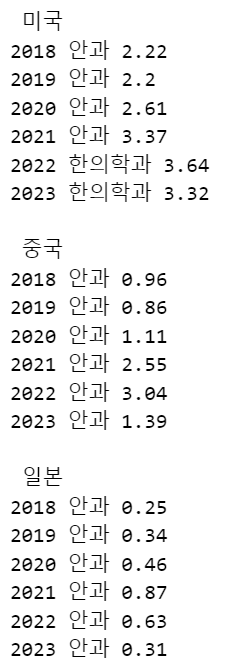 미국
2018 안과 2.22
2019 안과 2.2
2020 안과 2.61
2021 안과 3.37
2022 한의학과 3.64
2023 한의학과 3.32
중국
2018 안과 0.96
2019 안과 0.86
2020 안과 1.11
2021 안과 2.55
2022 안과 3.04
2023 안과 1.39
일본
2018 안과 0.25
2019 안과 0.34
2020 안과 0.46
2021 안과 0.87
2022 안과 0.63
2023 안과 0.31